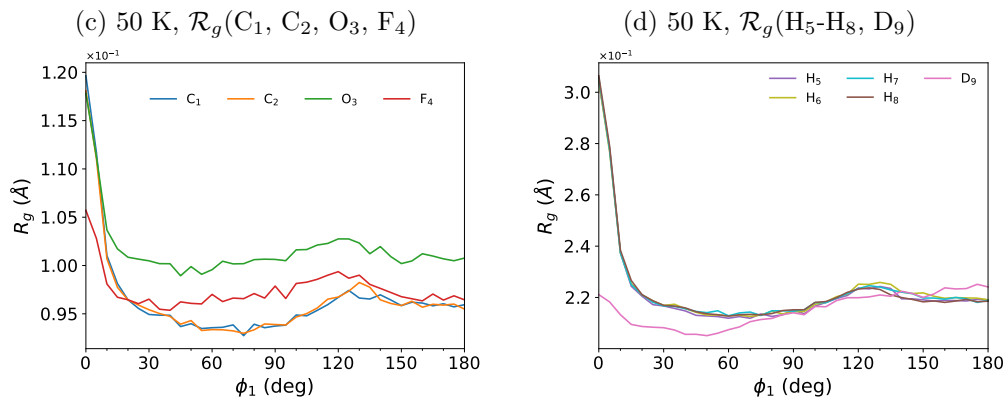 (c) 50 K, ℛg(C₁, C₂, O₃, F₄)
×10⁻¹
1.20
1.15
1.10
1.05
1.00
0.95
Rg (Å)
C₁ C₂ O₃ F₄
0 30 60 90 120 150 180
ϕ₁ (deg)
(d) 50 K, ℛg(H₅-H₈, D₉)
×10⁻¹
3.0
2.6
2.4
2.2
Rg (Å)
H₅ H₇ D₉
H₆ H₈
0 30 60 90 120 150 180
ϕ₁ (deg)